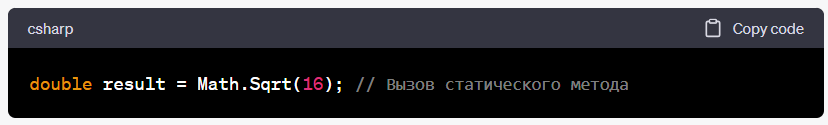 csharp
Copy code
double result = Math.Sqrt(16); // Вызов статического метода